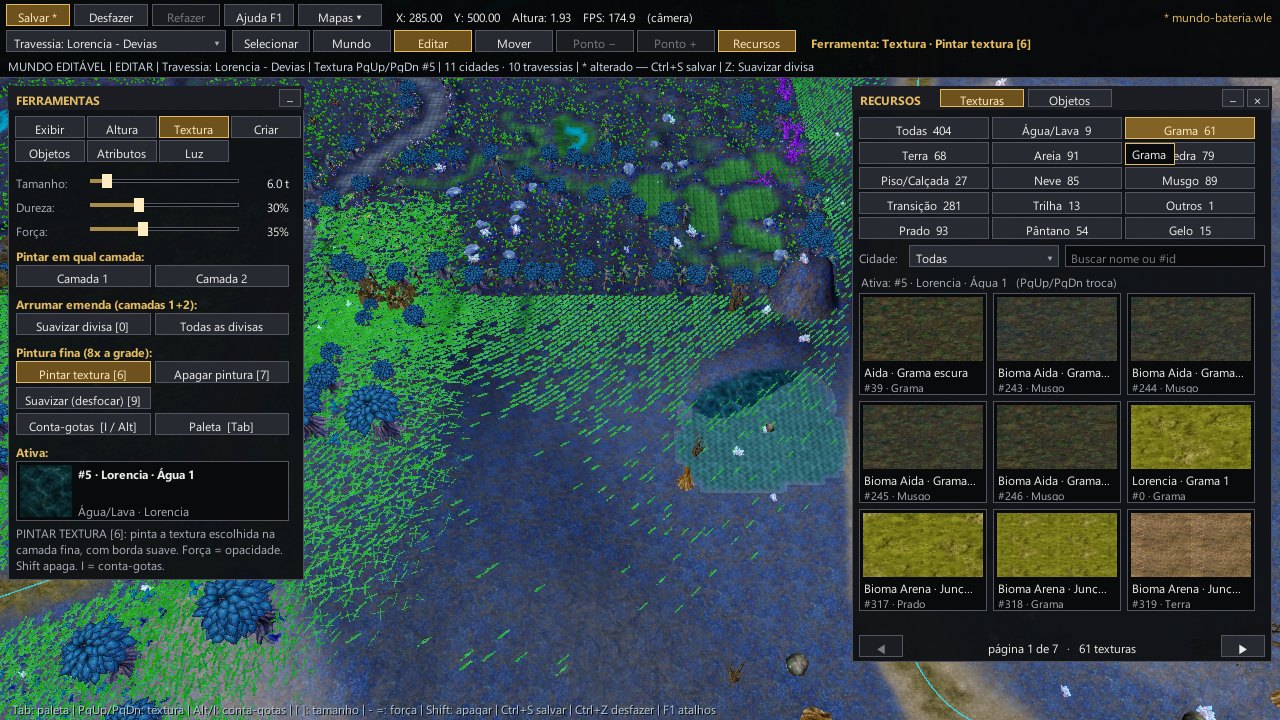 Salvar * Desfazer Refazer Ajuda F1 Mapas ▾ X: 285.00 Y: 500.00 Altura: 1.93 FPS: 174.9 (câmera) * mundo-bateria.wle
Travessia: Lorencia - Devias ▾ Selecionar Mundo Editar Mover Ponto − Ponto + Recursos Ferramenta: Textura · Pintar textura [6]
MUNDO EDITÁVEL | EDITAR | Travessia: Lorencia - Devias | Textura PgUp/PgDn #5 | 11 cidades · 10 travessias | * alterado — Ctrl+S salvar | Z: Suavizar divisa
FERRAMENTAS –
Exibir Altura Textura Criar
Objetos Atributos Luz
Tamanho: 6.0 t
Dureza: 30%
Força: 35%
Pintar em qual camada:
Camada 1 Camada 2
Arrumar emenda (camadas 1+2):
Suavizar divisa [0] Todas as divisas
Pintura fina (8x a grade):
Pintar textura [6] Apagar pintura [7]
Suavizar (desfocar) [9]
Conta-gotas [I / Alt] Paleta [Tab]
Ativa:
#5 · Lorencia · Água 1
Água/Lava · Lorencia
PINTAR TEXTURA [6]: pinta a textura escolhida na
camada fina, com borda suave. Força = opacidade.
Shift apaga. I = conta-gotas.
RECURSOS Texturas Objetos – ×
Todas 404 Água/Lava 9 Grama 61
Terra 68 Areia 91 edra 79
Grama
Piso/Calçada 27 Neve 85 Musgo 89
Transição 281 Trilha 13 Outros 1
Prado 93 Pântano 54 Gelo 15
Cidade: Todas ▾ Buscar nome ou #id
Ativa: #5 · Lorencia · Água 1 (PgUp/PgDn troca)
Aida · Grama escura Bioma Aida · Grama... Bioma Aida · Grama...
#39 · Grama #243 · Musgo #244 · Musgo
Bioma Aida · Grama... Bioma Aida · Grama... Lorencia · Grama 1
#245 · Musgo #246 · Musgo #0 · Grama
Bioma Arena · Junc... Bioma Arena · Junc... Bioma Arena · Junc...
#317 · Prado #318 · Grama #319 · Terra
◀ página 1 de 7 · 61 texturas ▶
Tab: paleta | PgUp/PgDn: textura | Alt/I: conta-gotas | [ ]: tamanho | - =: força | Shift: apagar | Ctrl+S salvar | Ctrl+Z desfazer | F1 atalhos